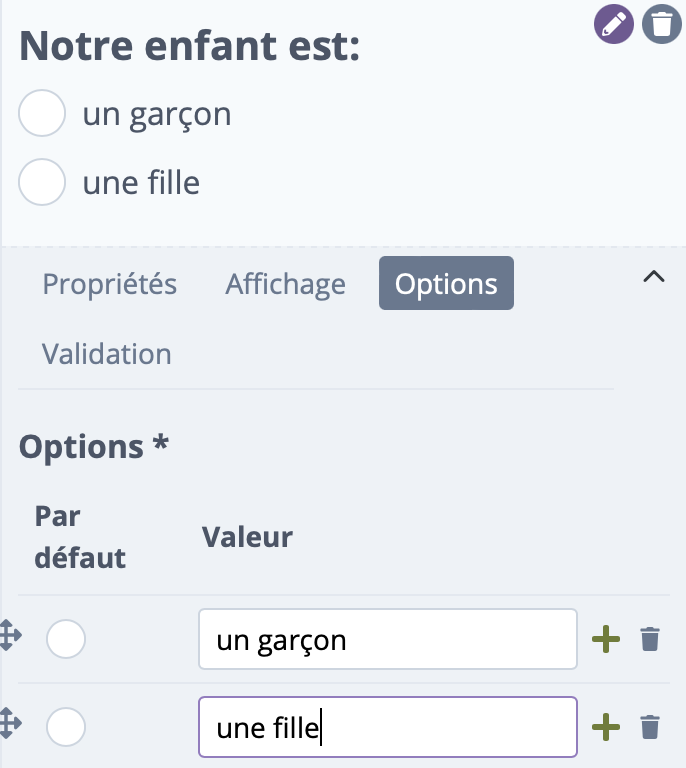 Notre enfant est:
un garçon
une fille
Propriétés Affichage Options
Validation
Options *
Par
défaut
Valeur
un garçon
une fille